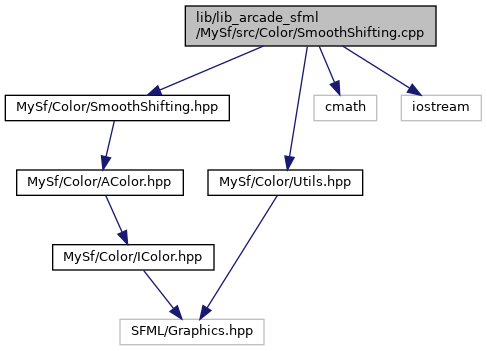 lib/lib_arcade_sfml
/MySf/src/Color/SmoothShifting.cpp
MySf/Color/SmoothShifting.hpp
cmath
iostream
MySf/Color/AColor.hpp
MySf/Color/Utils.hpp
MySf/Color/IColor.hpp
SFML/Graphics.hpp